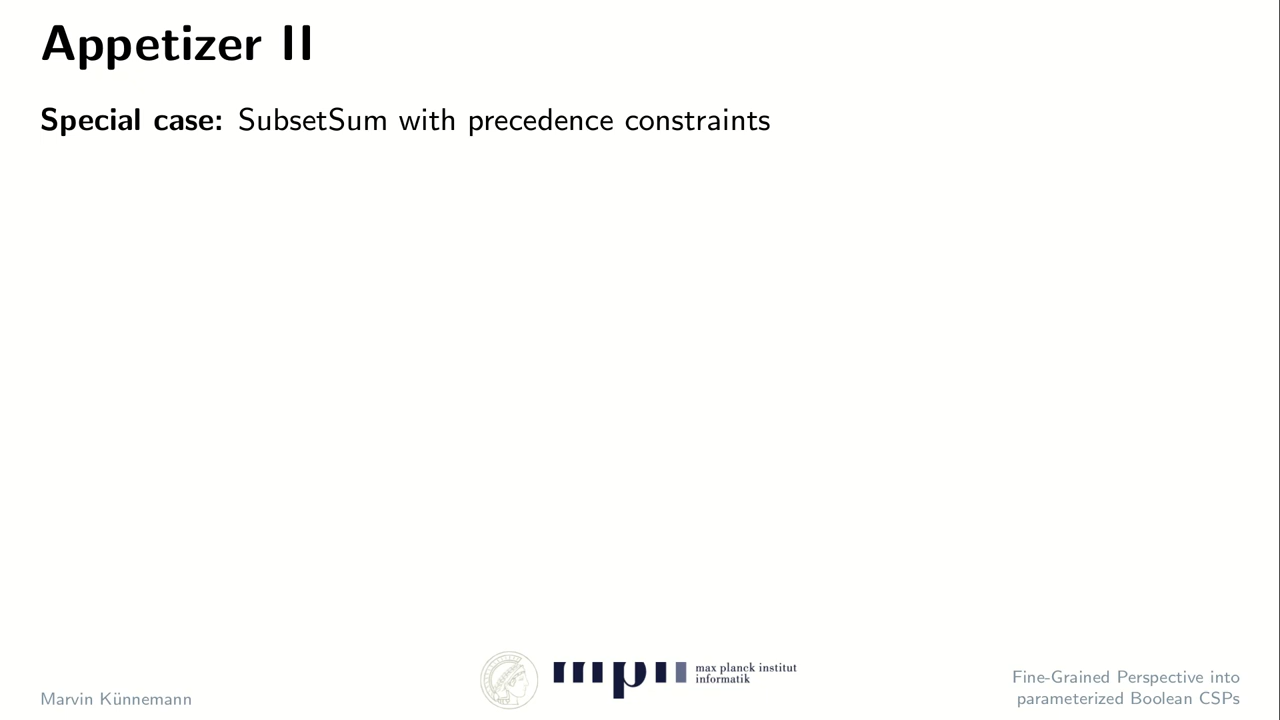 Appetizer II
Special case: SubsetSum with precedence constraints
Marvin Künnemann
max planck institut
informatik
Fine-Grained Perspective into
parameterized Boolean CSPs